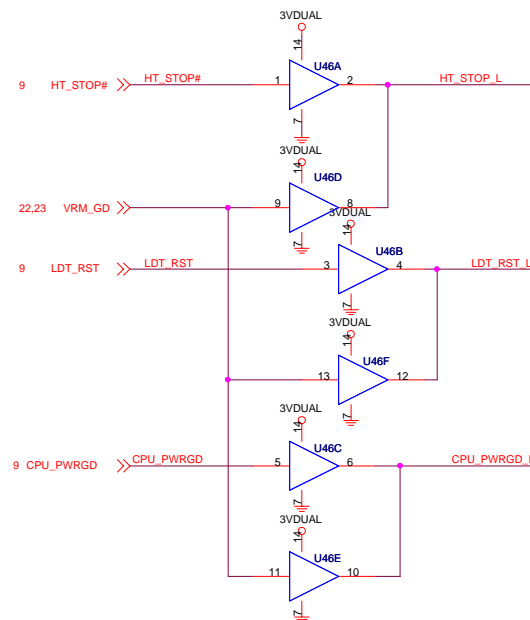 3VDUAL
14
U46A
9 HT_STOP# HT_STOP# 1 2 HT_STOP_L
7
3VDUAL
14
U46D
22,23 VRM_GD 9 8
7
3VDUAL
14
U46B
9 LDT_RST LDT_RST 3 4 LDT_RST_L
7
3VDUAL
14
U46F
13 12
7
3VDUAL
14
U46C
9 CPU_PWRGD CPU_PWRGD 5 6 CPU_PWRGD_
7
3VDUAL
14
U46E
11 10
7